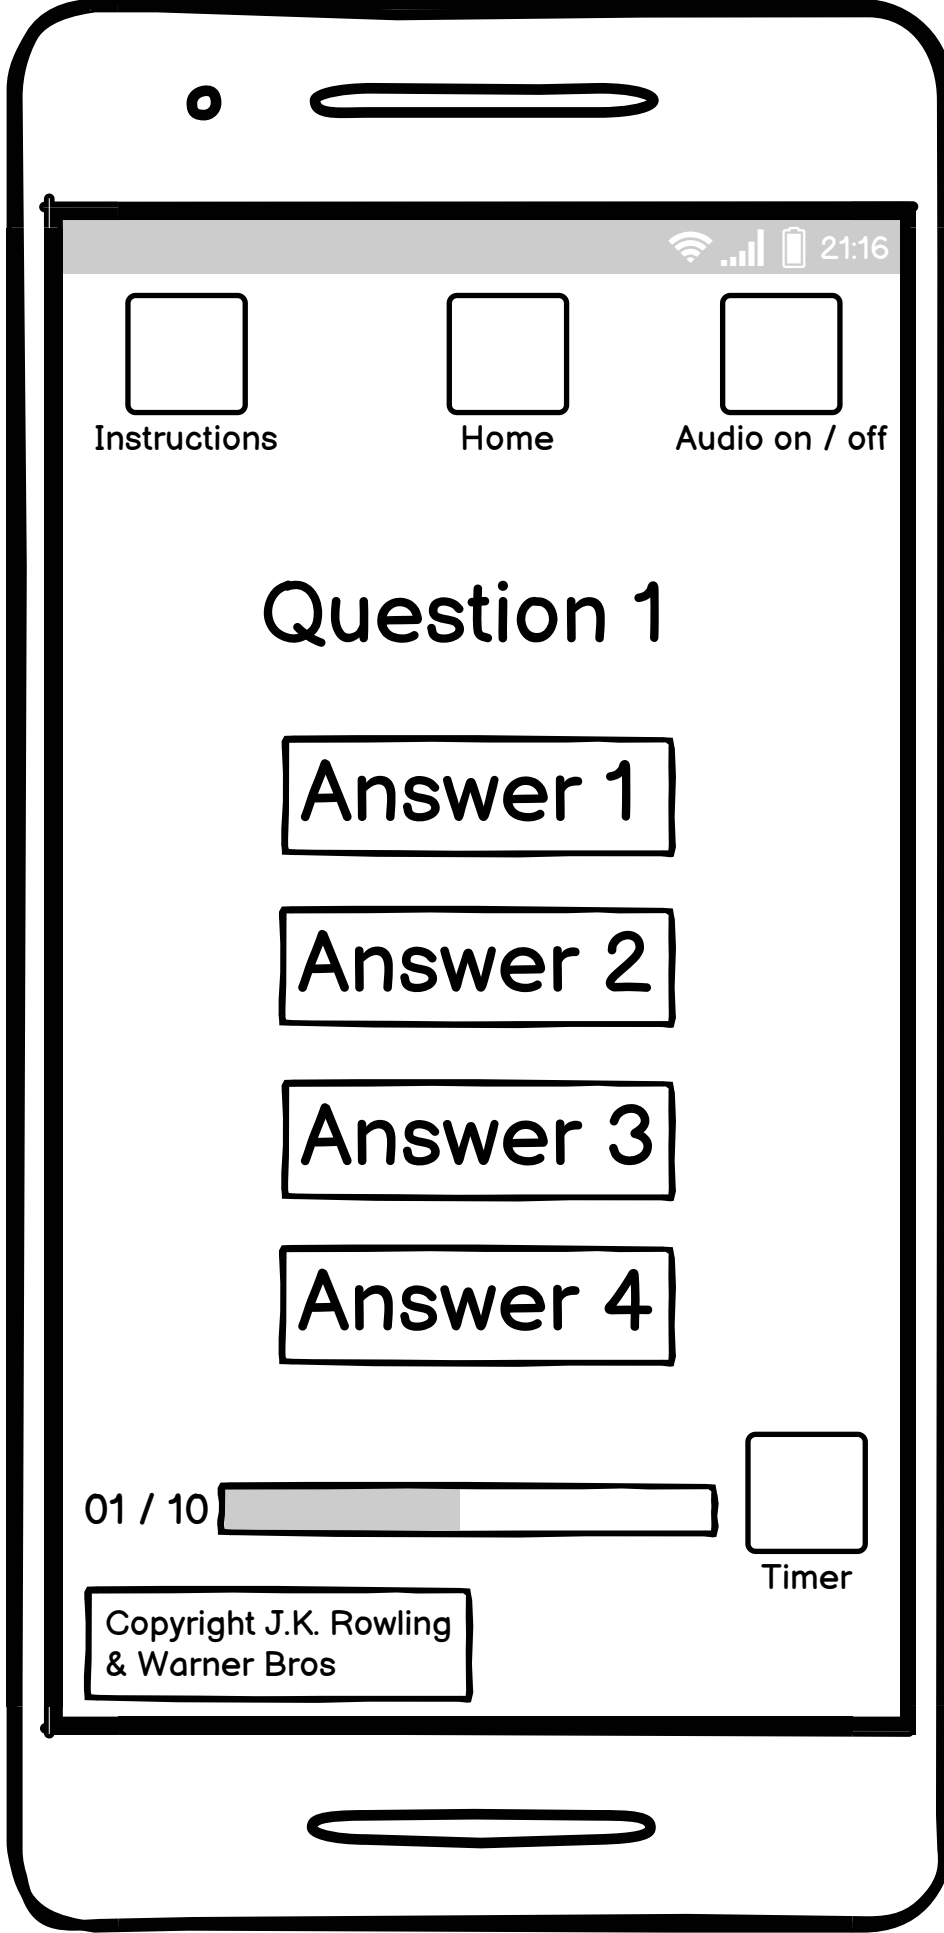 21:16
Instructions Home Audio on / off
Question 1
Answer 1
Answer 2
Answer 3
Answer 4
01 / 10
Timer
Copyright J.K. Rowling
& Warner Bros